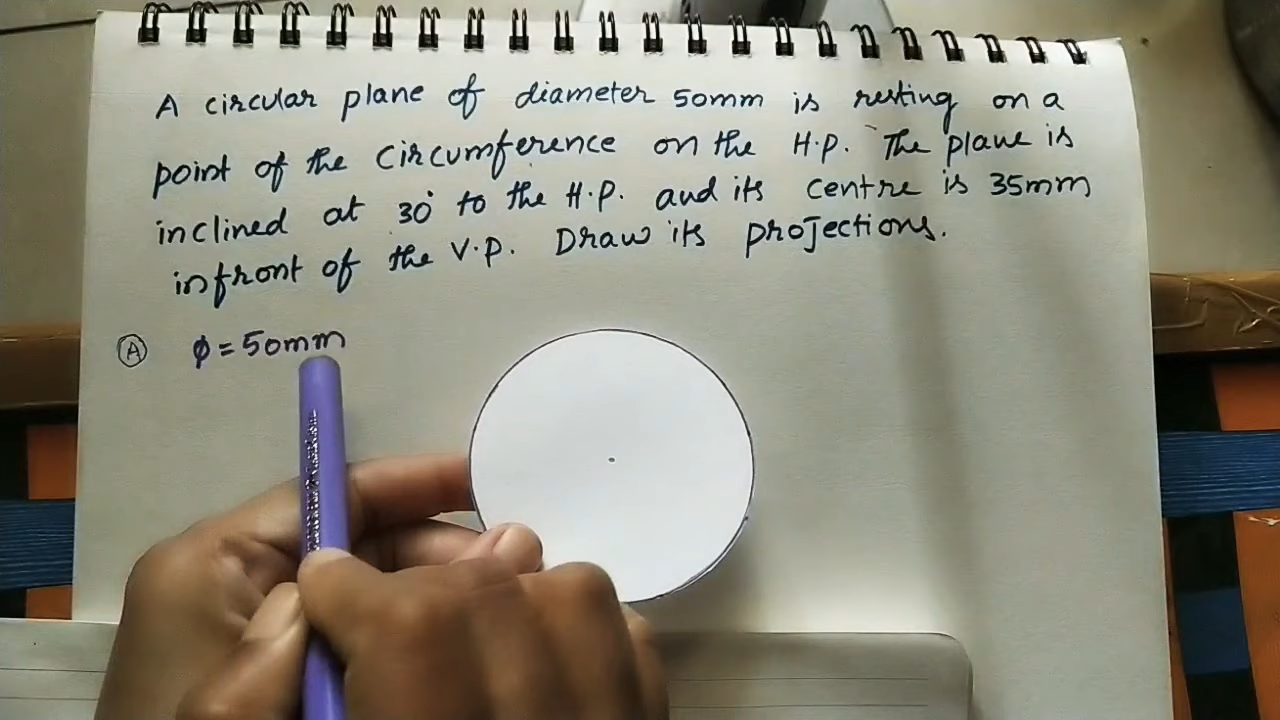 A circular plane of diameter 50mm is resting on a
point of the circumference on the H.P. The plane is
inclined at 30° to the H.P. and its centre is 35mm
infront of the V.P. Draw its projections.
A φ = 50mm